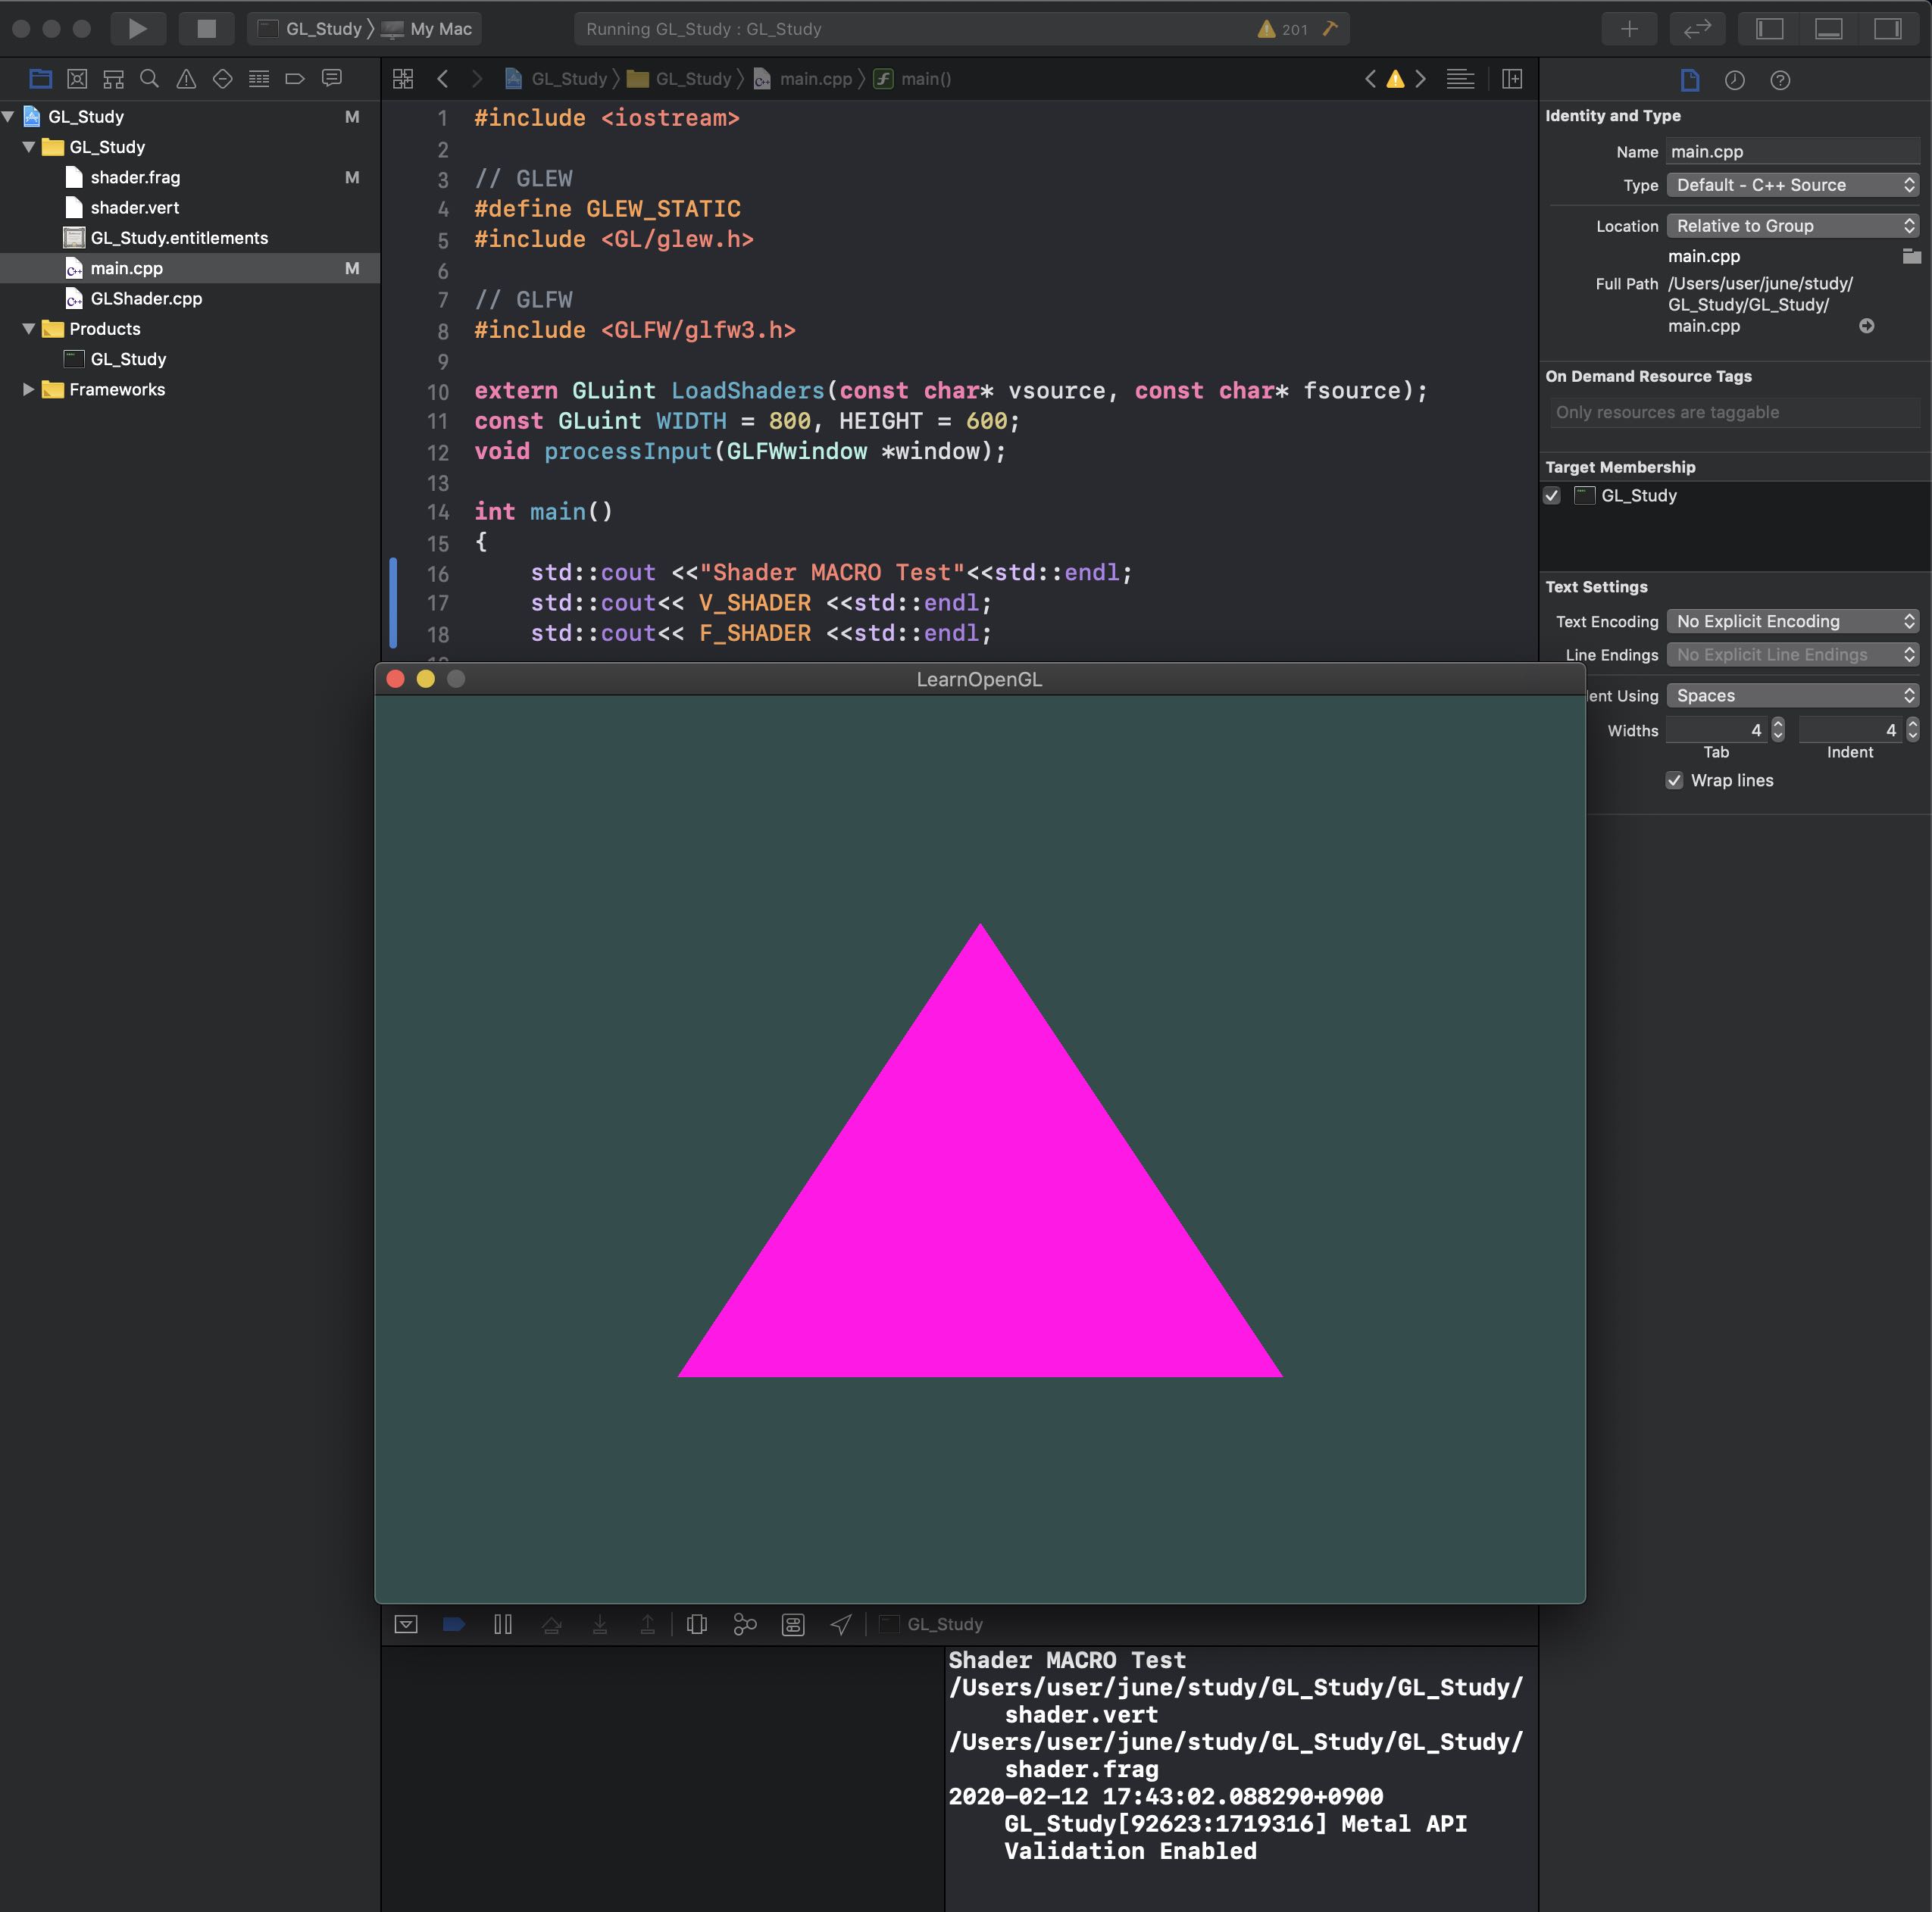 GL_Study 〉 My Mac
Running GL_Study : GL_Study
201
GL_Study 〉 GL_Study 〉 main.cpp 〉 main()
GL_Study M
GL_Study
shader.frag M
shader.vert
GL_Study.entitlements
main.cpp M
GLShader.cpp
Products
GL_Study
Frameworks
1 #include <iostream>
2
3 // GLEW
4 #define GLEW_STATIC
5 #include <GL/glew.h>
6
7 // GLFW
8 #include <GLFW/glfw3.h>
9
10 extern GLuint LoadShaders(const char* vsource, const char* fsource);
11 const GLuint WIDTH = 800, HEIGHT = 600;
12 void processInput(GLFWwindow *window);
13
14 int main()
15 {
16 std::cout <<"Shader MACRO Test"<<std::endl;
17 std::cout<< V_SHADER <<std::endl;
18 std::cout<< F_SHADER <<std::endl;
Identity and Type
Name main.cpp
Type Default - C++ Source
Location Relative to Group
main.cpp
Full Path /Users/user/june/study/
GL_Study/GL_Study/
main.cpp
On Demand Resource Tags
Only resources are taggable
Target Membership
GL_Study
Text Settings
Text Encoding No Explicit Encoding
Line Endings No Explicit Line Endings
ent Using Spaces
Widths 4 4
Tab Indent
Wrap lines
LearnOpenGL
GL_Study
Shader MACRO Test
/Users/user/june/study/GL_Study/GL_Study/
shader.vert
/Users/user/june/study/GL_Study/GL_Study/
shader.frag
2020-02-12 17:43:02.088290+0900
GL_Study[92623:1719316] Metal API
Validation Enabled